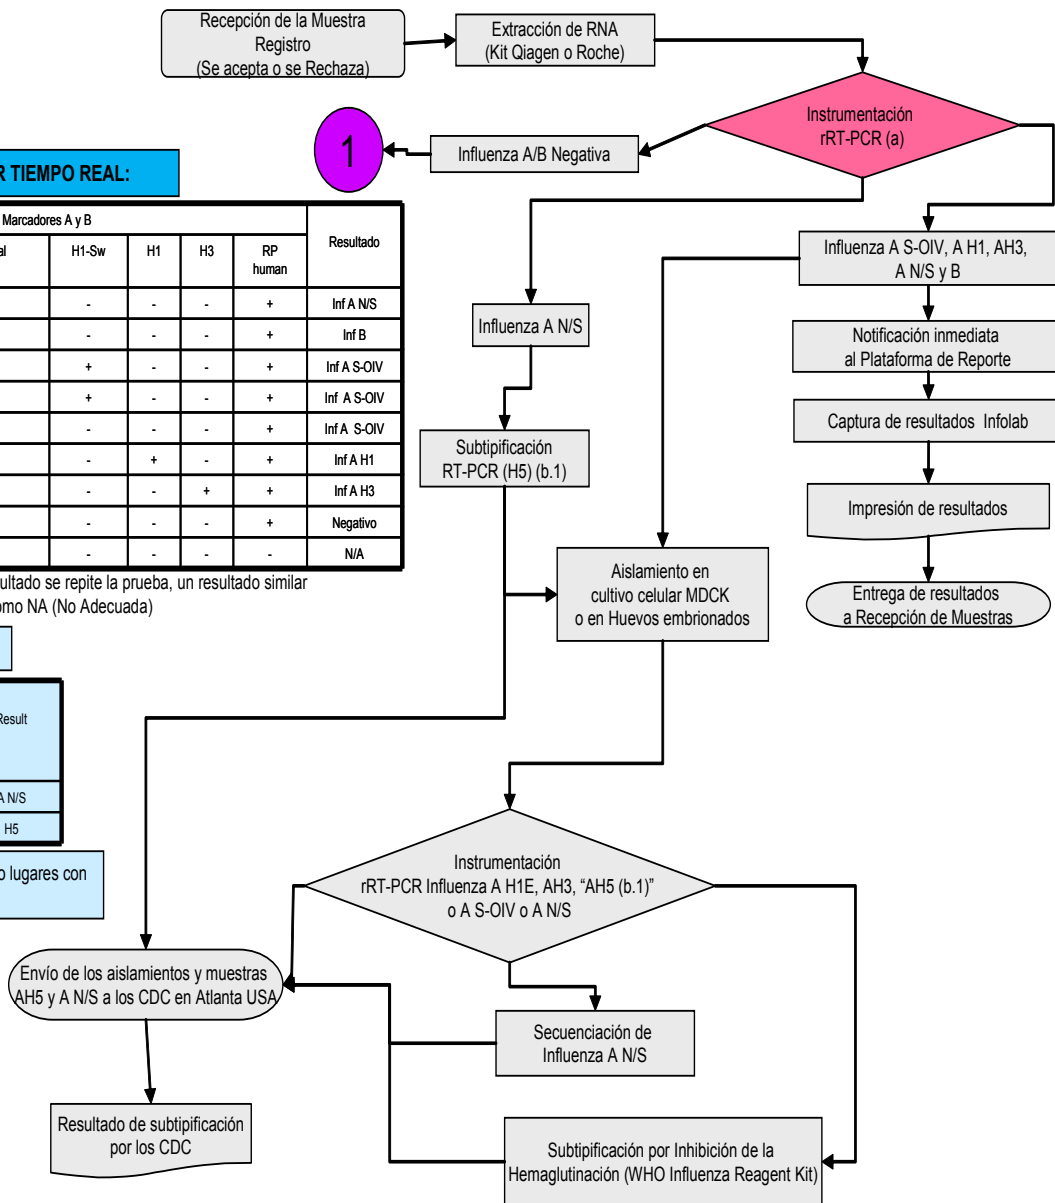 Recepción de la Muestra
Registro
(Se acepta o se Rechaza)
Extracción de RNA
(Kit Qiagen o Roche)
Instrumentación
rRT-PCR (a)
1
Influenza A/B Negativa
TIEMPO REAL:
Marcadores A y B
Resultado
H1-Sw H1 H3 RP human
- - - + Inf A N/S
- - - + Inf B
+ - - + Inf A S-OIV
+ - - + Inf A S-OIV
- - - + Inf A S-OIV
- + - + Inf A H1
- - + + Inf A H3
- - - + Negativo
- - - - N/A
se repite la prueba, un resultado similar
como NA (No Adecuada)
Result
A N/S
H5
lugares con
Influenza A S-OIV, A H1, AH3,
A N/S y B
Notificación inmediata
al Plataforma de Reporte
Captura de resultados Infolab
Impresión de resultados
Entrega de resultados
a Recepción de Muestras
Influenza A N/S
Subtipificación
RT-PCR (H5) (b.1)
Aislamiento en
cultivo celular MDCK
o en Huevos embrionados
Instrumentación
rRT-PCR Influenza A H1E, AH3, “AH5 (b.1)”
o A S-OIV o A N/S
Envío de los aislamientos y muestras
AH5 y A N/S a los CDC en Atlanta USA
Secuenciación de
Influenza A N/S
Resultado de subtipificación
por los CDC
Subtipificación por Inhibición de la
Hemaglutinación (WHO Influenza Reagent Kit)